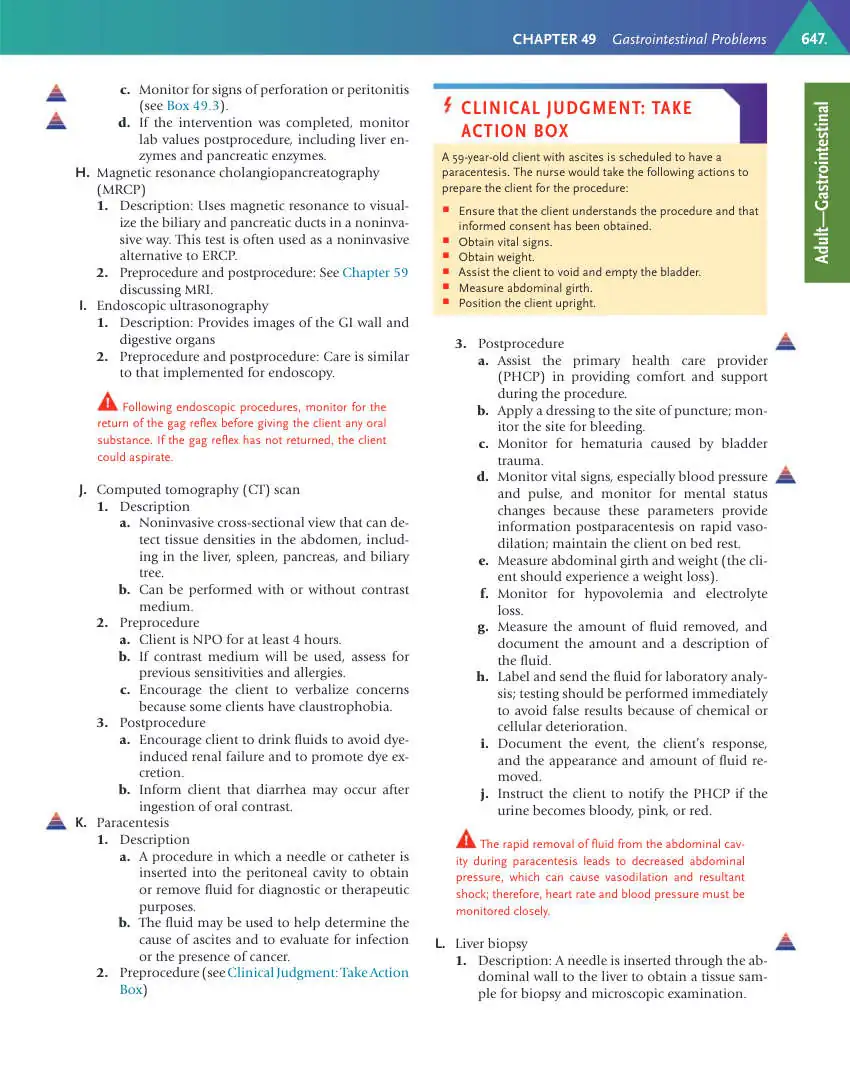 CHAPTER 49 Gastrointestinal Problems 647.
c. Monitor for signs of perforation or peritonitis
(see Box 49.3).
d. If the intervention was completed, monitor
lab values postprocedure, including liver en-
zymes and pancreatic enzymes.
H. Magnetic resonance cholangiopancreatography
(MRCP)
1. Description: Uses magnetic resonance to visual-
ize the biliary and pancreatic ducts in a noninva-
sive way. This test is often used as a noninvasive
alternative to ERCP.
2. Preprocedure and postprocedure: See Chapter 59
discussing MRI.
I. Endoscopic ultrasonography
1. Description: Provides images of the GI wall and
digestive organs
2. Preprocedure and postprocedure: Care is similar
to that implemented for endoscopy.
Following endoscopic procedures, monitor for the
return of the gag reflex before giving the client any oral
substance. If the gag reflex has not returned, the client
could aspirate.
J. Computed tomography (CT) scan
1. Description
a. Noninvasive cross-sectional view that can de-
tect tissue densities in the abdomen, includ-
ing in the liver, spleen, pancreas, and biliary
tree.
b. Can be performed with or without contrast
medium.
2. Preprocedure
a. Client is NPO for at least 4 hours.
b. If contrast medium will be used, assess for
previous sensitivities and allergies.
c. Encourage the client to verbalize concerns
because some clients have claustrophobia.
3. Postprocedure
a. Encourage client to drink fluids to avoid dye-
induced renal failure and to promote dye ex-
cretion.
b. Inform client that diarrhea may occur after
ingestion of oral contrast.
K. Paracentesis
1. Description
a. A procedure in which a needle or catheter is
inserted into the peritoneal cavity to obtain
or remove fluid for diagnostic or therapeutic
purposes.
b. The fluid may be used to help determine the
cause of ascites and to evaluate for infection
or the presence of cancer.
2. Preprocedure (see Clinical Judgment: Take Action
Box)
CLINICAL JUDGMENT: TAKE
ACTION BOX
A 59-year-old client with ascites is scheduled to have a
paracentesis. The nurse would take the following actions to
prepare the client for the procedure:
■ Ensure that the client understands the procedure and that
informed consent has been obtained.
■ Obtain vital signs.
■ Obtain weight.
■ Assist the client to void and empty the bladder.
■ Measure abdominal girth.
■ Position the client upright.
3. Postprocedure
a. Assist the primary health care provider
(PHCP) in providing comfort and support
during the procedure.
b. Apply a dressing to the site of puncture; mon-
itor the site for bleeding.
c. Monitor for hematuria caused by bladder
trauma.
d. Monitor vital signs, especially blood pressure
and pulse, and monitor for mental status
changes because these parameters provide
information postparacentesis on rapid vaso-
dilation; maintain the client on bed rest.
e. Measure abdominal girth and weight (the cli-
ent should experience a weight loss).
f. Monitor for hypovolemia and electrolyte
loss.
g. Measure the amount of fluid removed, and
document the amount and a description of
the fluid.
h. Label and send the fluid for laboratory analy-
sis; testing should be performed immediately
to avoid false results because of chemical or
cellular deterioration.
i. Document the event, the client's response,
and the appearance and amount of fluid re-
moved.
j. Instruct the client to notify the PHCP if the
urine becomes bloody, pink, or red.
The rapid removal of fluid from the abdominal cav-
ity during paracentesis leads to decreased abdominal
pressure, which can cause vasodilation and resultant
shock; therefore, heart rate and blood pressure must be
monitored closely.
L. Liver biopsy
1. Description: A needle is inserted through the ab-
dominal wall to the liver to obtain a tissue sam-
ple for biopsy and microscopic examination.
Adult—Gastrointestinal